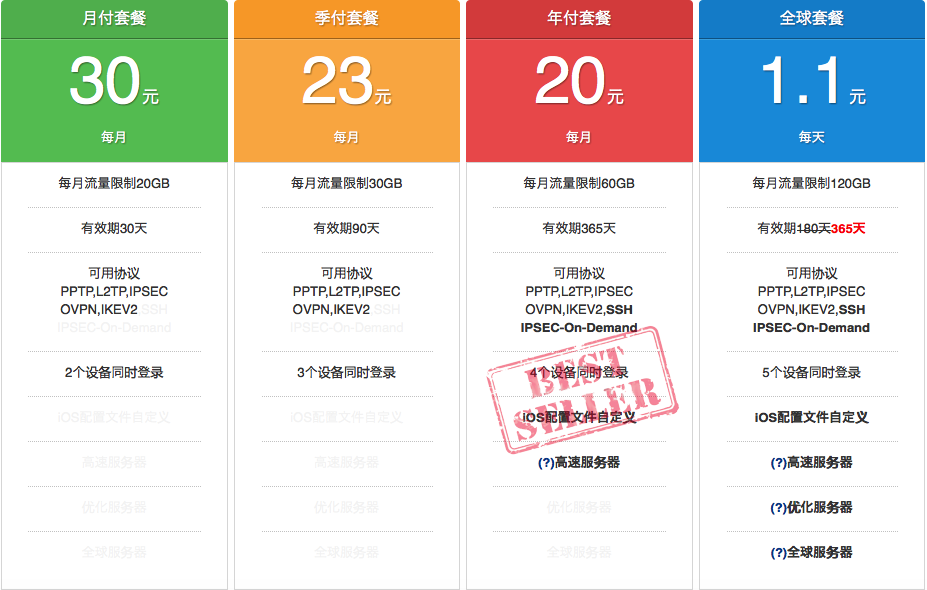 月付套餐
30元
每月
每月流量限制20GB
有效期30天
可用协议
PPTP,L2TP,IPSEC
OVPN,IKEV2,SSH
IPSEC-On-Demand
2个设备同时登录
iOS配置文件自定义
高速服务器
优化服务器
全球服务器
季付套餐
23元
每月
每月流量限制30GB
有效期90天
可用协议
PPTP,L2TP,IPSEC
OVPN,IKEV2,SSH
IPSEC-On-Demand
3个设备同时登录
iOS配置文件自定义
高速服务器
优化服务器
全球服务器
年付套餐
20元
每月
每月流量限制60GB
有效期365天
可用协议
PPTP,L2TP,IPSEC
OVPN,IKEV2,SSH
IPSEC-On-Demand
4个设备同时登录
iOS配置文件自定义
BEST
SELLER
(?)高速服务器
优化服务器
全球服务器
全球套餐
1.1元
每天
每月流量限制120GB
有效期180天365天
可用协议
PPTP,L2TP,IPSEC
OVPN,IKEV2,SSH
IPSEC-On-Demand
5个设备同时登录
iOS配置文件自定义
(?)高速服务器
(?)优化服务器
(?)全球服务器